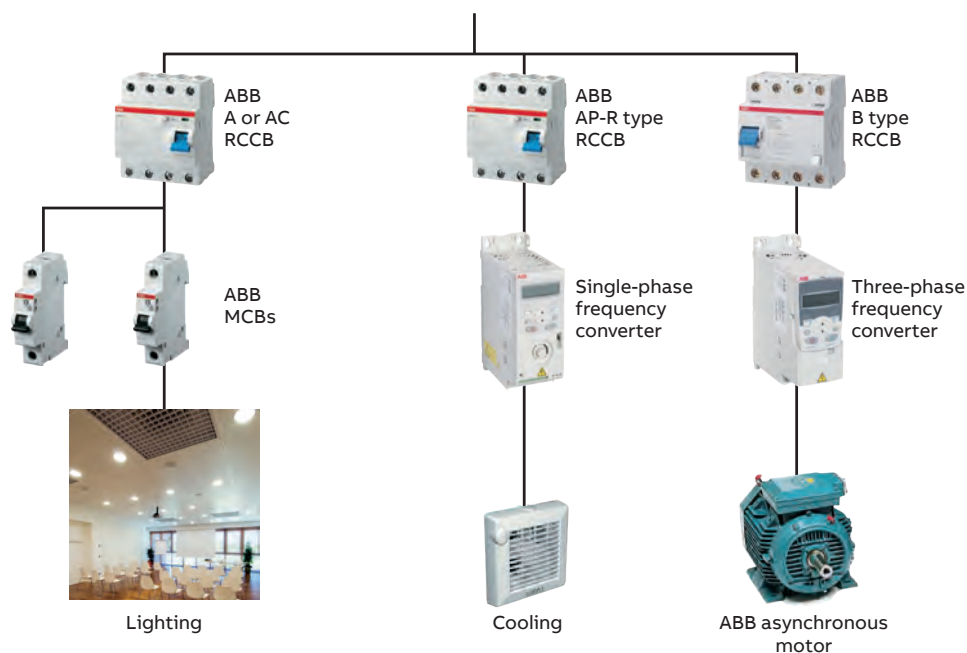 ABB
A or AC
RCCB
ABB
AP-R type
RCCB
ABB
B type
RCCB
ABB
MCBs
Single-phase
frequency
converter
Three-phase
frequency
converter
Lighting
Cooling
ABB asynchronous
motor